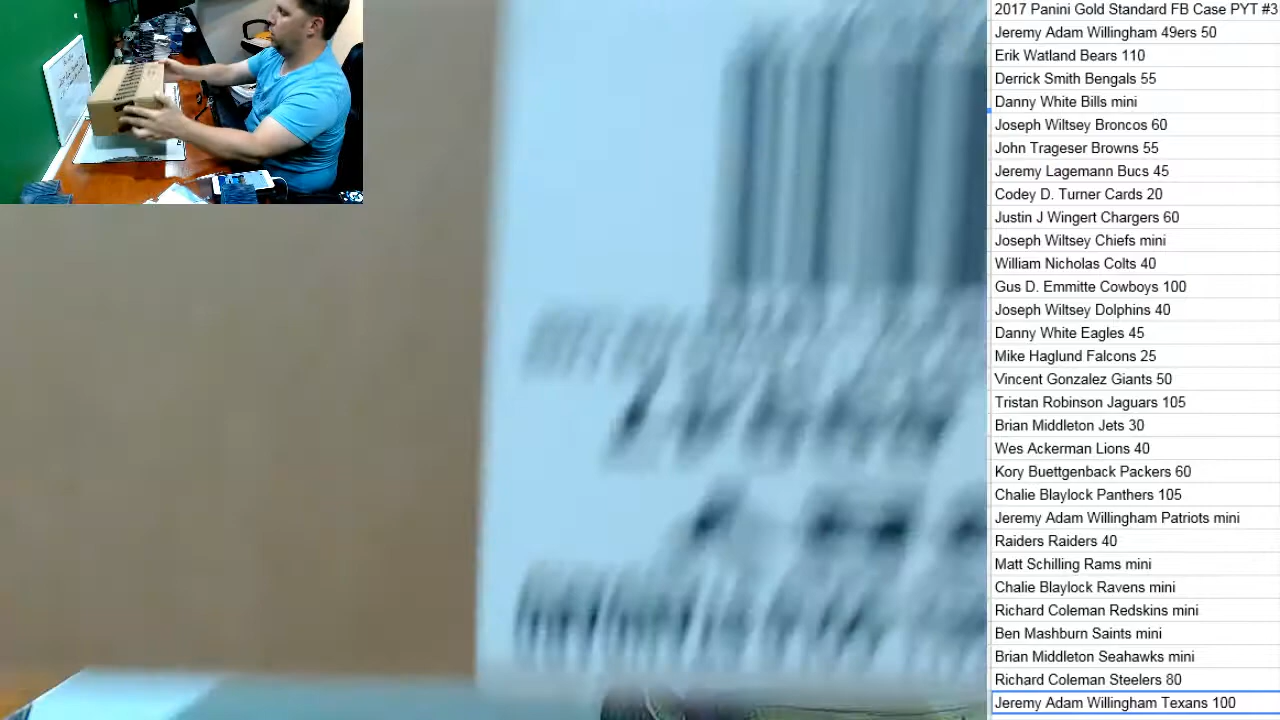 2017 Panini Gold Standard FB Case PYT #3
Jeremy Adam Willingham 49ers 50
Erik Watland Bears 110
Derrick Smith Bengals 55
Danny White Bills mini
Joseph Wiltsey Broncos 60
John Trageser Browns 55
Jeremy Lagemann Bucs 45
Codey D. Turner Cards 20
Justin J Wingert Chargers 60
Joseph Wiltsey Chiefs mini
William Nicholas Colts 40
Gus D. Emmitte Cowboys 100
Joseph Wiltsey Dolphins 40
Danny White Eagles 45
Mike Haglund Falcons 25
Vincent Gonzalez Giants 50
Tristan Robinson Jaguars 105
Brian Middleton Jets 30
Wes Ackerman Lions 40
Kory Buettgenback Packers 60
Chalie Blaylock Panthers 105
Jeremy Adam Willingham Patriots mini
Raiders Raiders 40
Matt Schilling Rams mini
Chalie Blaylock Ravens mini
Richard Coleman Redskins mini
Ben Mashburn Saints mini
Brian Middleton Seahawks mini
Richard Coleman Steelers 80
Jeremy Adam Willingham Texans 100